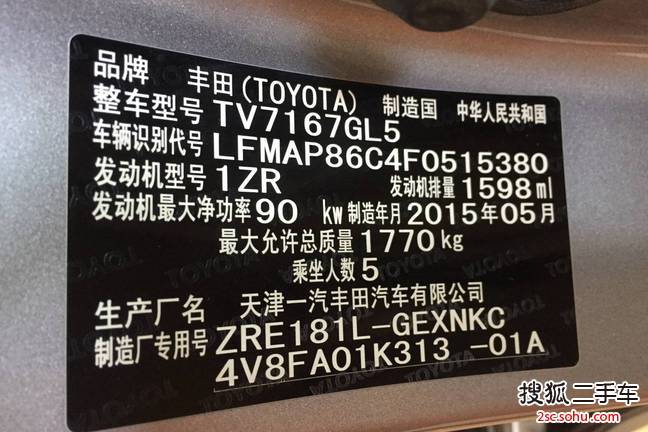 品牌 丰田(TOYOTA) 制造国 中华人民共和国
整车型号 TV7167GL5
车辆识别代号 LFMAP86C4F0515380
发动机型号 1ZR 发动机排量 1598ml
发动机最大净功率 90 kw 制造年月 2015年05月
最大允许总质量 1770kg
乘坐人数 5
生产厂名 天津一汽丰田汽车有限公司
制造厂专用号 ZRE181L-GEXNKC
4V8FA01K313 -01A
TOYOTA TOYOTA TOYOTA
TOYOTA
搜狐二手车
2sc.sohu.com